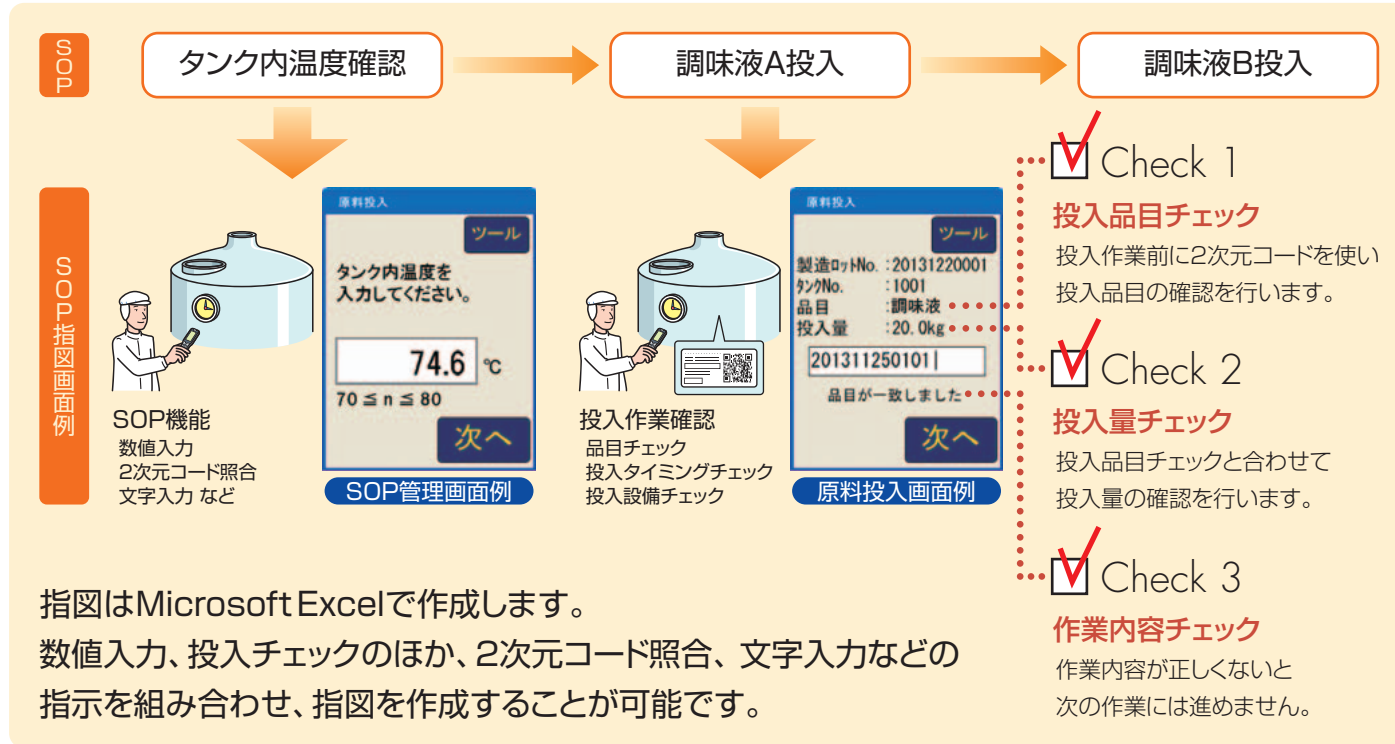 SOP
タンク内温度確認
調味液A投入
調味液B投入
SOP指図画面例
SOP機能
数値入力
2次元コード照合
文字入力 など
原料投入
ツール
タンク内温度を
入力してください。
74.6 ℃
70 ≦ n ≦ 80
次へ
SOP管理画面例
投入作業確認
品目チェック
投入タイミングチェック
投入設備チェック
原料投入
ツール
製造ロットNo. :20131220001
タンクNo. :1001
品目 :調味液
投入量 :20.0kg
201311250101
品目が一致しました
次へ
原料投入画面例
Check 1
投入品目チェック
投入作業前に2次元コードを使い
投入品目の確認を行います。
Check 2
投入量チェック
投入品目チェックと合わせて
投入量の確認を行います。
Check 3
作業内容チェック
作業内容が正しくないと
次の作業には進めません。
指図はMicrosoft Excelで作成します。
数値入力、投入チェックのほか、2次元コード照合、文字入力などの
指示を組み合わせ、指図を作成することが可能です。